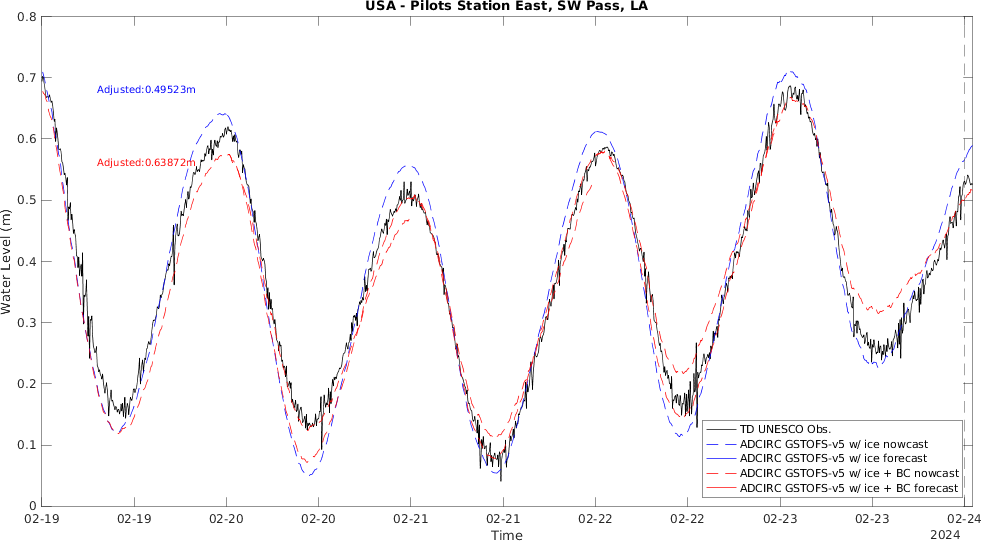 USA - Pilots Station East, SW Pass, LA
0.8
0.7
0.6
0.5
0.4
0.3
0.2
0.1
0
Water Level (m)
Adjusted:0.49523m
Adjusted:0.63872m
TD UNESCO Obs.
ADCIRC GSTOFS-v5 w/ ice nowcast
ADCIRC GSTOFS-v5 w/ ice forecast
ADCIRC GSTOFS-v5 w/ ice + BC nowcast
ADCIRC GSTOFS-v5 w/ ice + BC forecast
02-19 02-19 02-20 02-20 02-21 02-21 02-22 02-22 02-23 02-23 02-24
Time
2024